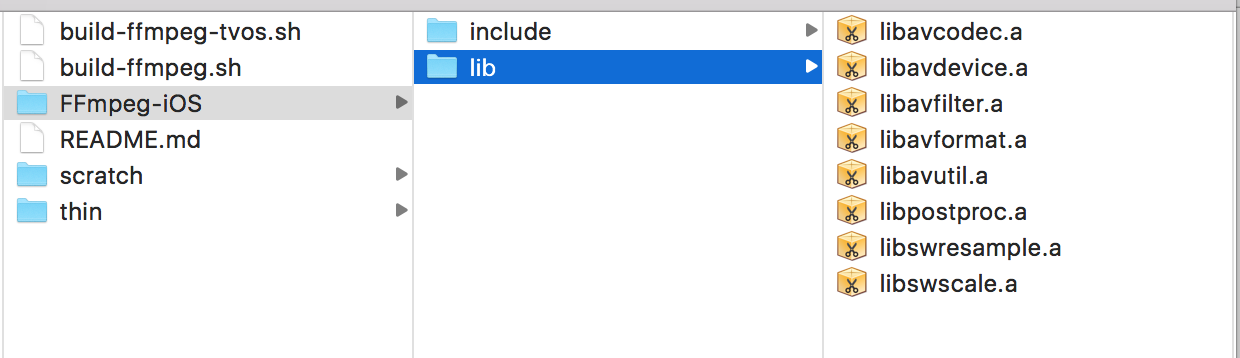 build-ffmpeg-tvos.sh
build-ffmpeg.sh
FFmpeg-iOS
README.md
scratch
thin
include
lib
libavcodec.a
libavdevice.a
libavfilter.a
libavformat.a
libavutil.a
libpostproc.a
libswresample.a
libswscale.a